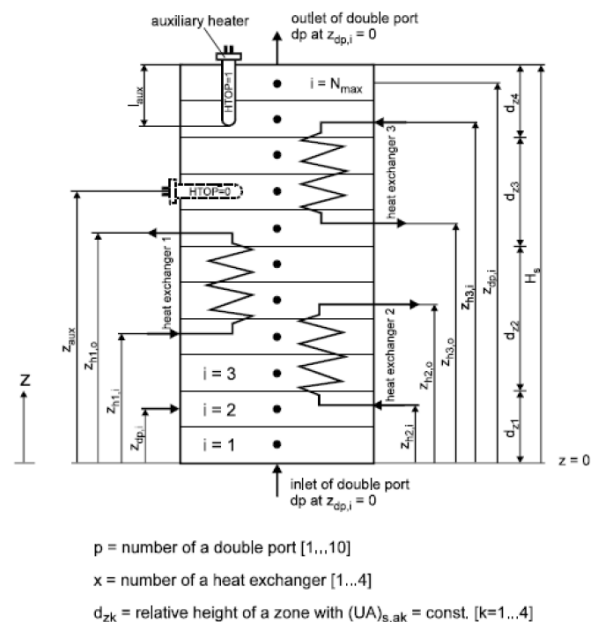 auxiliary heater
outlet of double port
dp at z_dp,i = 0
l_aux
HTOP=1
i = N_max
d_z4
heat exchanger 3
HTOP=0
d_z3
heat exchanger 1
z_aux
z_h1,o
z_h3,i
z_dp,i
H_s
z_h3,o
d_z2
heat exchanger 2
z_h2,o
z_h1,i
Z
i = 3
z_dp,i
i = 2
z_h2,i
d_z1
i = 1
z = 0
inlet of double port
dp at z_dp,i = 0
p = number of a double port [1...10]
x = number of a heat exchanger [1...4]
d_zk = relative height of a zone with (UA)_s,ak = const. [k=1...4]